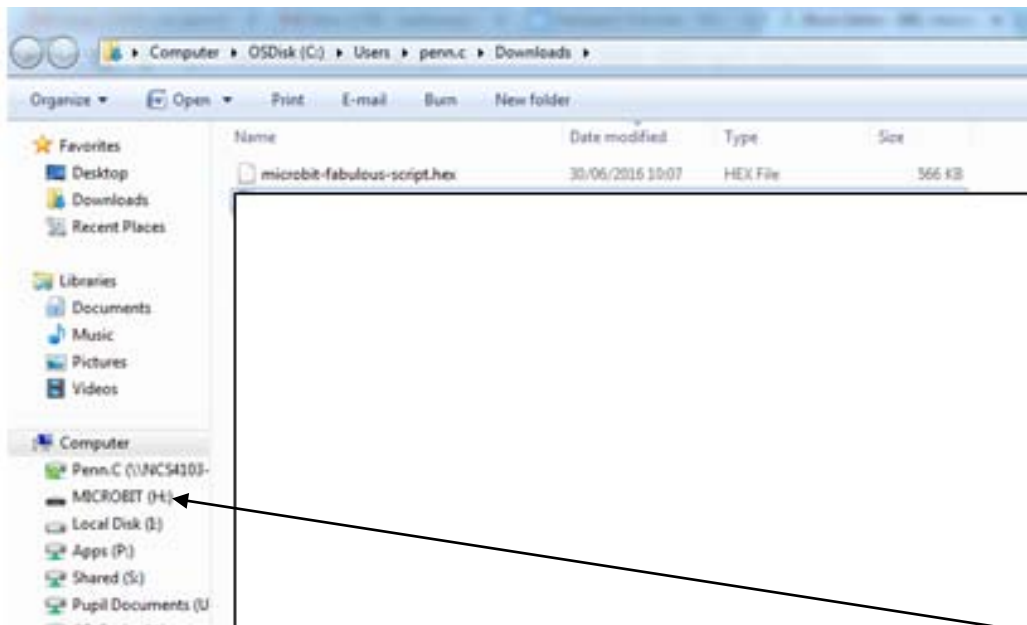 Computer ▸ OSDisk (C:) ▸ Users ▸ penn.c ▸ Downloads ▸
Organize Open Print E-mail Burn New folder
Name Date modified Type Size
microbit-fabulous-script.hex 30/06/2016 10:07 HEX File 566 KB
Favorites
Desktop
Downloads
Recent Places
Libraries
Documents
Music
Pictures
Videos
Computer
Penn.C (\\NCS4103-
MICROBIT (H:)
Local Disk (I:)
Apps (P:)
Shared (S:)
Pupil Documents (U